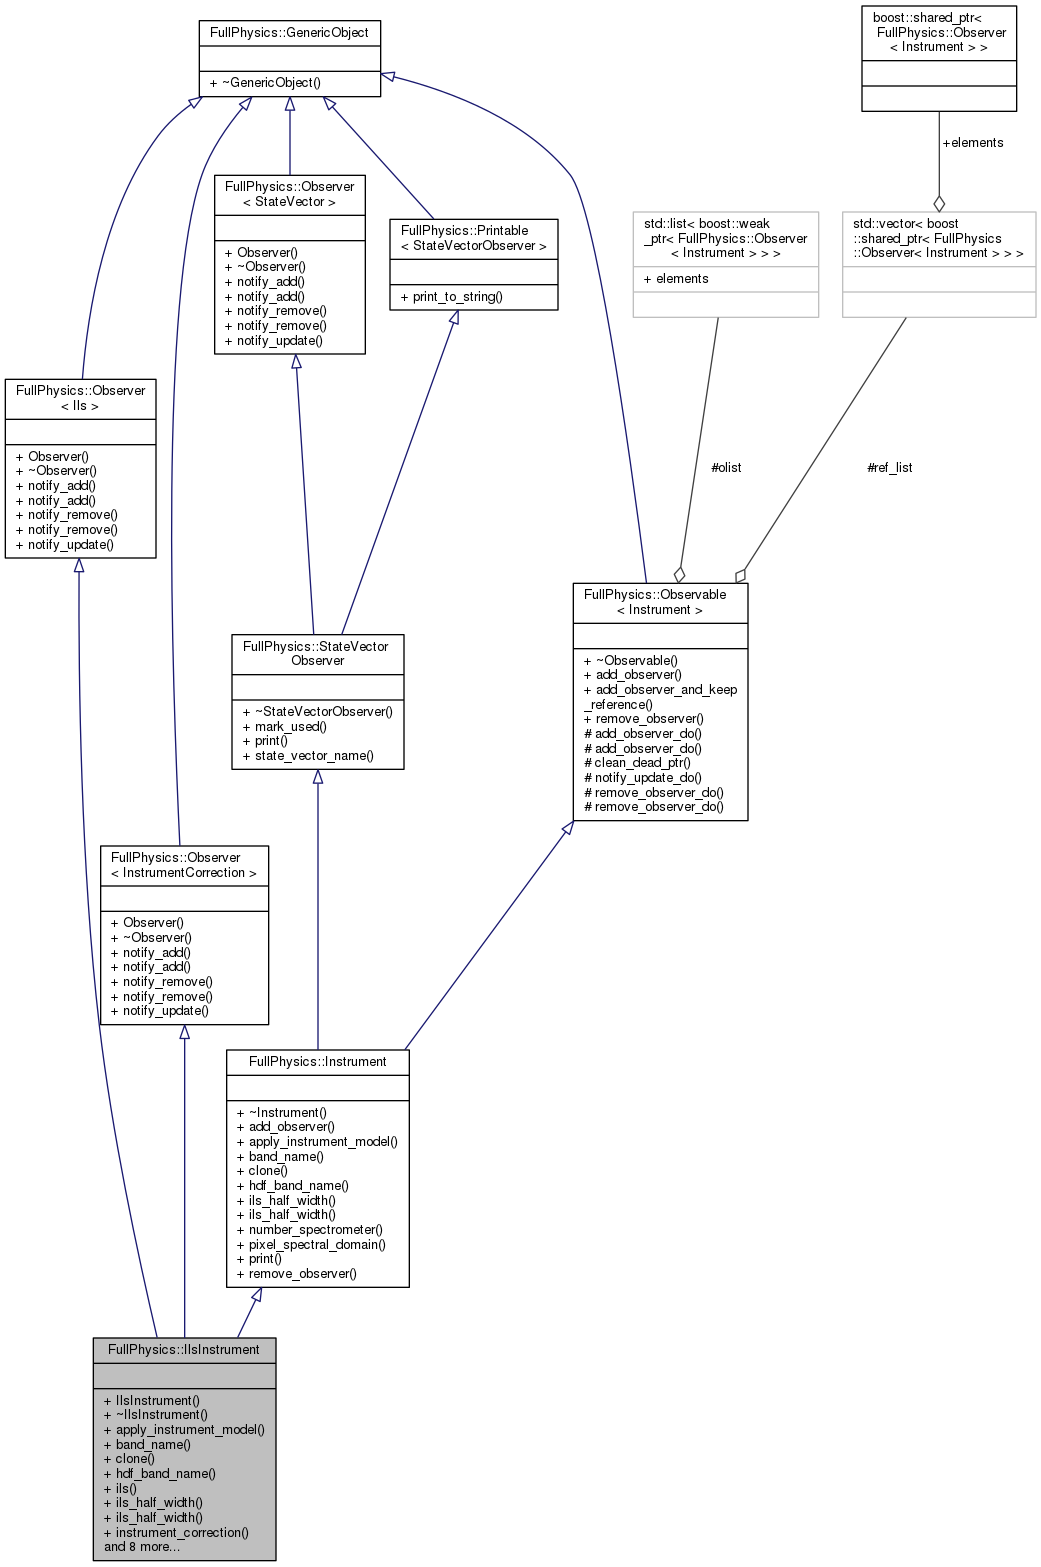 FullPhysics::GenericObject
+ ~GenericObject()
boost::shared_ptr<
FullPhysics::Observer
< Instrument > >
+elements
FullPhysics::Observer
< StateVector >
+ Observer()
+ ~Observer()
+ notify_add()
+ notify_add()
+ notify_remove()
+ notify_remove()
+ notify_update()
FullPhysics::Printable
< StateVectorObserver >
+ print_to_string()
std::list< boost::weak
_ptr< FullPhysics::Observer
< Instrument > > >
+ elements
std::vector< boost
::shared_ptr< FullPhysics
::Observer< Instrument > > >
FullPhysics::Observer
< Ils >
+ Observer()
+ ~Observer()
+ notify_add()
+ notify_add()
+ notify_remove()
+ notify_remove()
+ notify_update()
#olist
#ref_list
FullPhysics::StateVector
Observer
+ ~StateVectorObserver()
+ mark_used()
+ print()
+ state_vector_name()
FullPhysics::Observable
< Instrument >
+ ~Observable()
+ add_observer()
+ add_observer_and_keep
_reference()
+ remove_observer()
# add_observer_do()
# add_observer_do()
# clean_dead_ptr()
# notify_update_do()
# remove_observer_do()
# remove_observer_do()
FullPhysics::Observer
< InstrumentCorrection >
+ Observer()
+ ~Observer()
+ notify_add()
+ notify_add()
+ notify_remove()
+ notify_remove()
+ notify_update()
FullPhysics::Instrument
+ ~Instrument()
+ add_observer()
+ apply_instrument_model()
+ band_name()
+ clone()
+ hdf_band_name()
+ ils_half_width()
+ ils_half_width()
+ number_spectrometer()
+ pixel_spectral_domain()
+ print()
+ remove_observer()
FullPhysics::IlsInstrument
+ IlsInstrument()
+ ~IlsInstrument()
+ apply_instrument_model()
+ band_name()
+ clone()
+ hdf_band_name()
+ ils()
+ ils_half_width()
+ ils_half_width()
+ instrument_correction()
and 8 more...